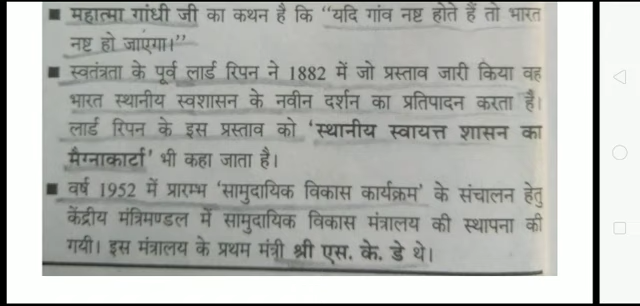 ■ महात्मा गांधी जी का कथन है कि “यदि गांव नष्ट होते हैं तो भारत
नष्ट हो जाएगा।”
■ स्वतंत्रता के पूर्व लार्ड रिपन ने 1882 में जो प्रस्ताव जारी किया वह
भारत स्थानीय स्वशासन के नवीन दर्शन का प्रतिपादन करता है।
लार्ड रिपन के इस प्रस्ताव को ‘स्थानीय स्वायत्त शासन का
मैग्नाकार्टा’ भी कहा जाता है।
■ वर्ष 1952 में प्रारम्भ ‘सामुदायिक विकास कार्यक्रम’ के संचालन हेतु
केंद्रीय मंत्रिमण्डल में सामुदायिक विकास मंत्रालय की स्थापना की
गयी। इस मंत्रालय के प्रथम मंत्री श्री एस. के. डे थे।